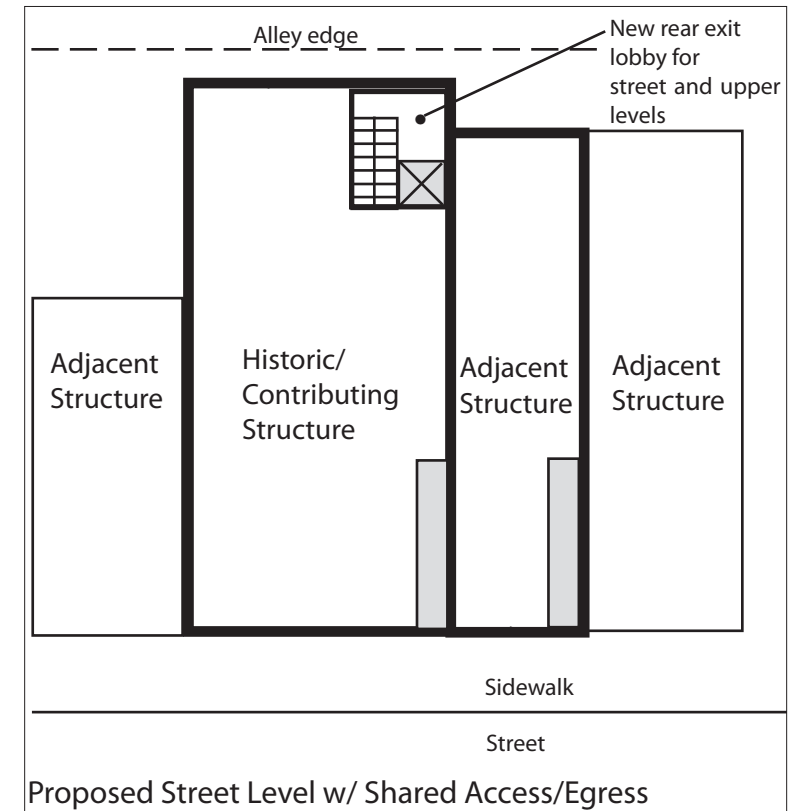 Alley edge
New rear exit
lobby for
street and upper
levels
Adjacent
Structure
Historic/
Contributing
Structure
Adjacent
Structure
Adjacent
Structure
Sidewalk
Street
Proposed Street Level w/ Shared Access/Egress